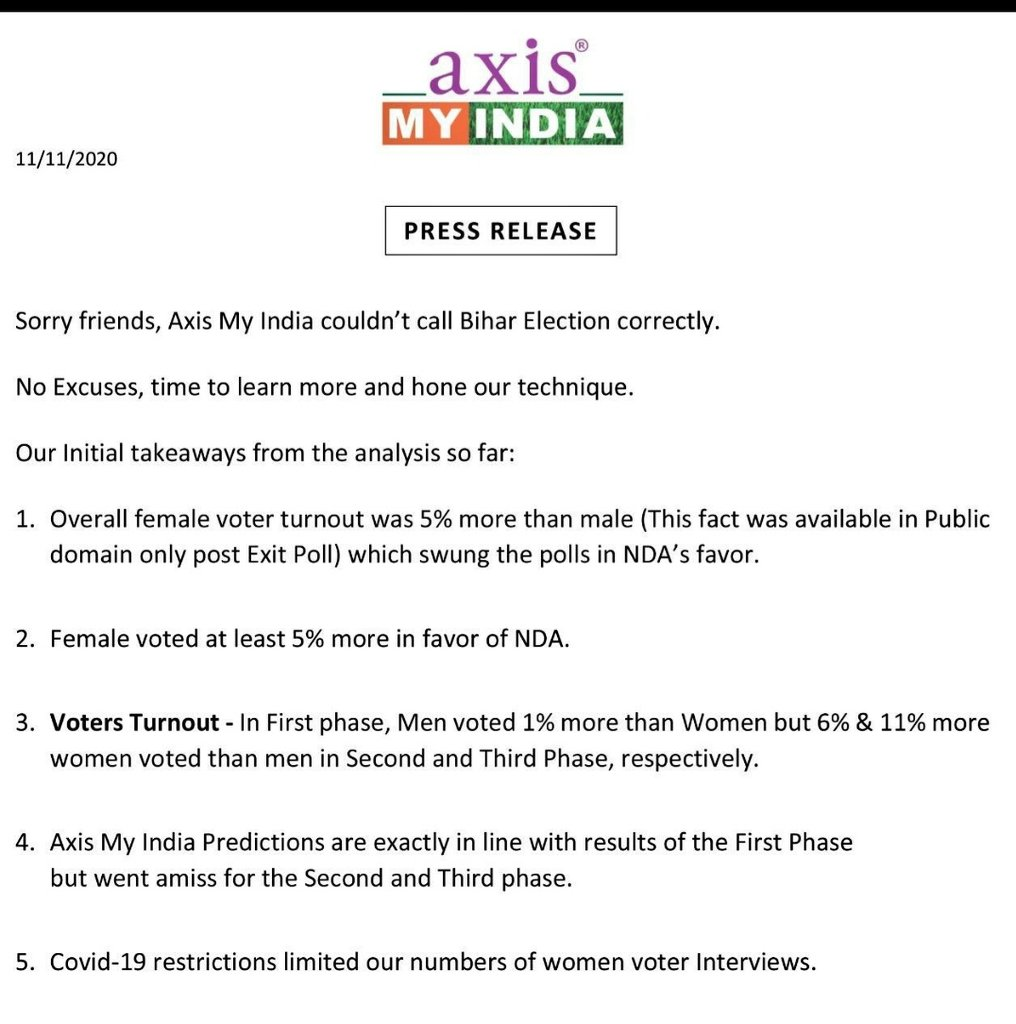 axis®
MY INDIA
11/11/2020
PRESS RELEASE
Sorry friends, Axis My India couldn’t call Bihar Election correctly.
No Excuses, time to learn more and hone our technique.
Our Initial takeaways from the analysis so far:
1. Overall female voter turnout was 5% more than male (This fact was available in Public
domain only post Exit Poll) which swung the polls in NDA’s favor.
2. Female voted at least 5% more in favor of NDA.
3. Voters Turnout - In First phase, Men voted 1% more than Women but 6% & 11% more
women voted than men in Second and Third Phase, respectively.
4. Axis My India Predictions are exactly in line with results of the First Phase
but went amiss for the Second and Third phase.
5. Covid-19 restrictions limited our numbers of women voter Interviews.